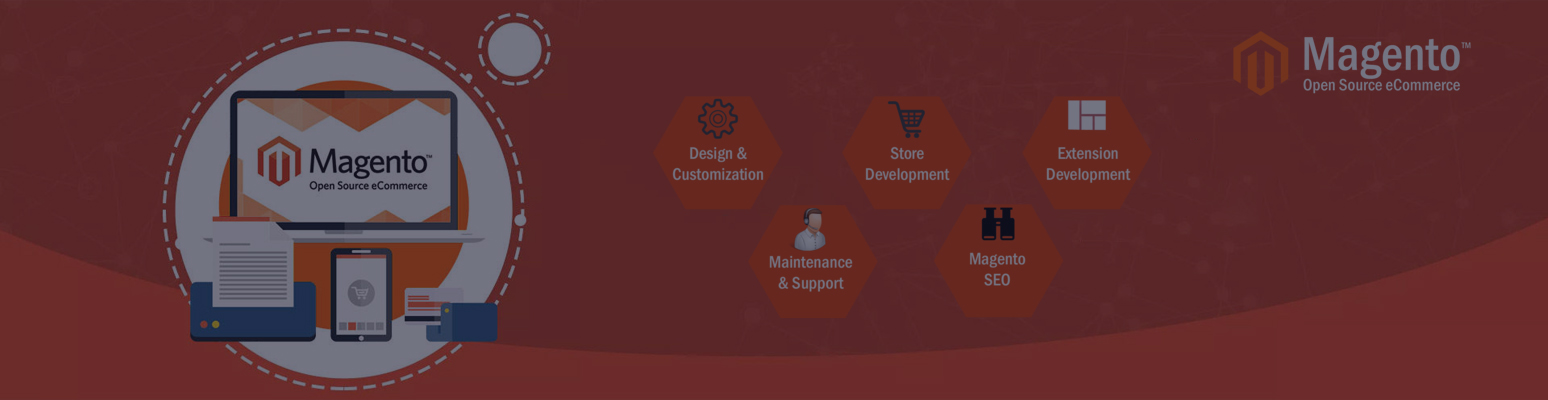 Magento™
Open Source eCommerce
Magento™
Open Source eCommerce
Design &
Customization
Store
Development
Extension
Development
Maintenance
& Support
Magento
SEO